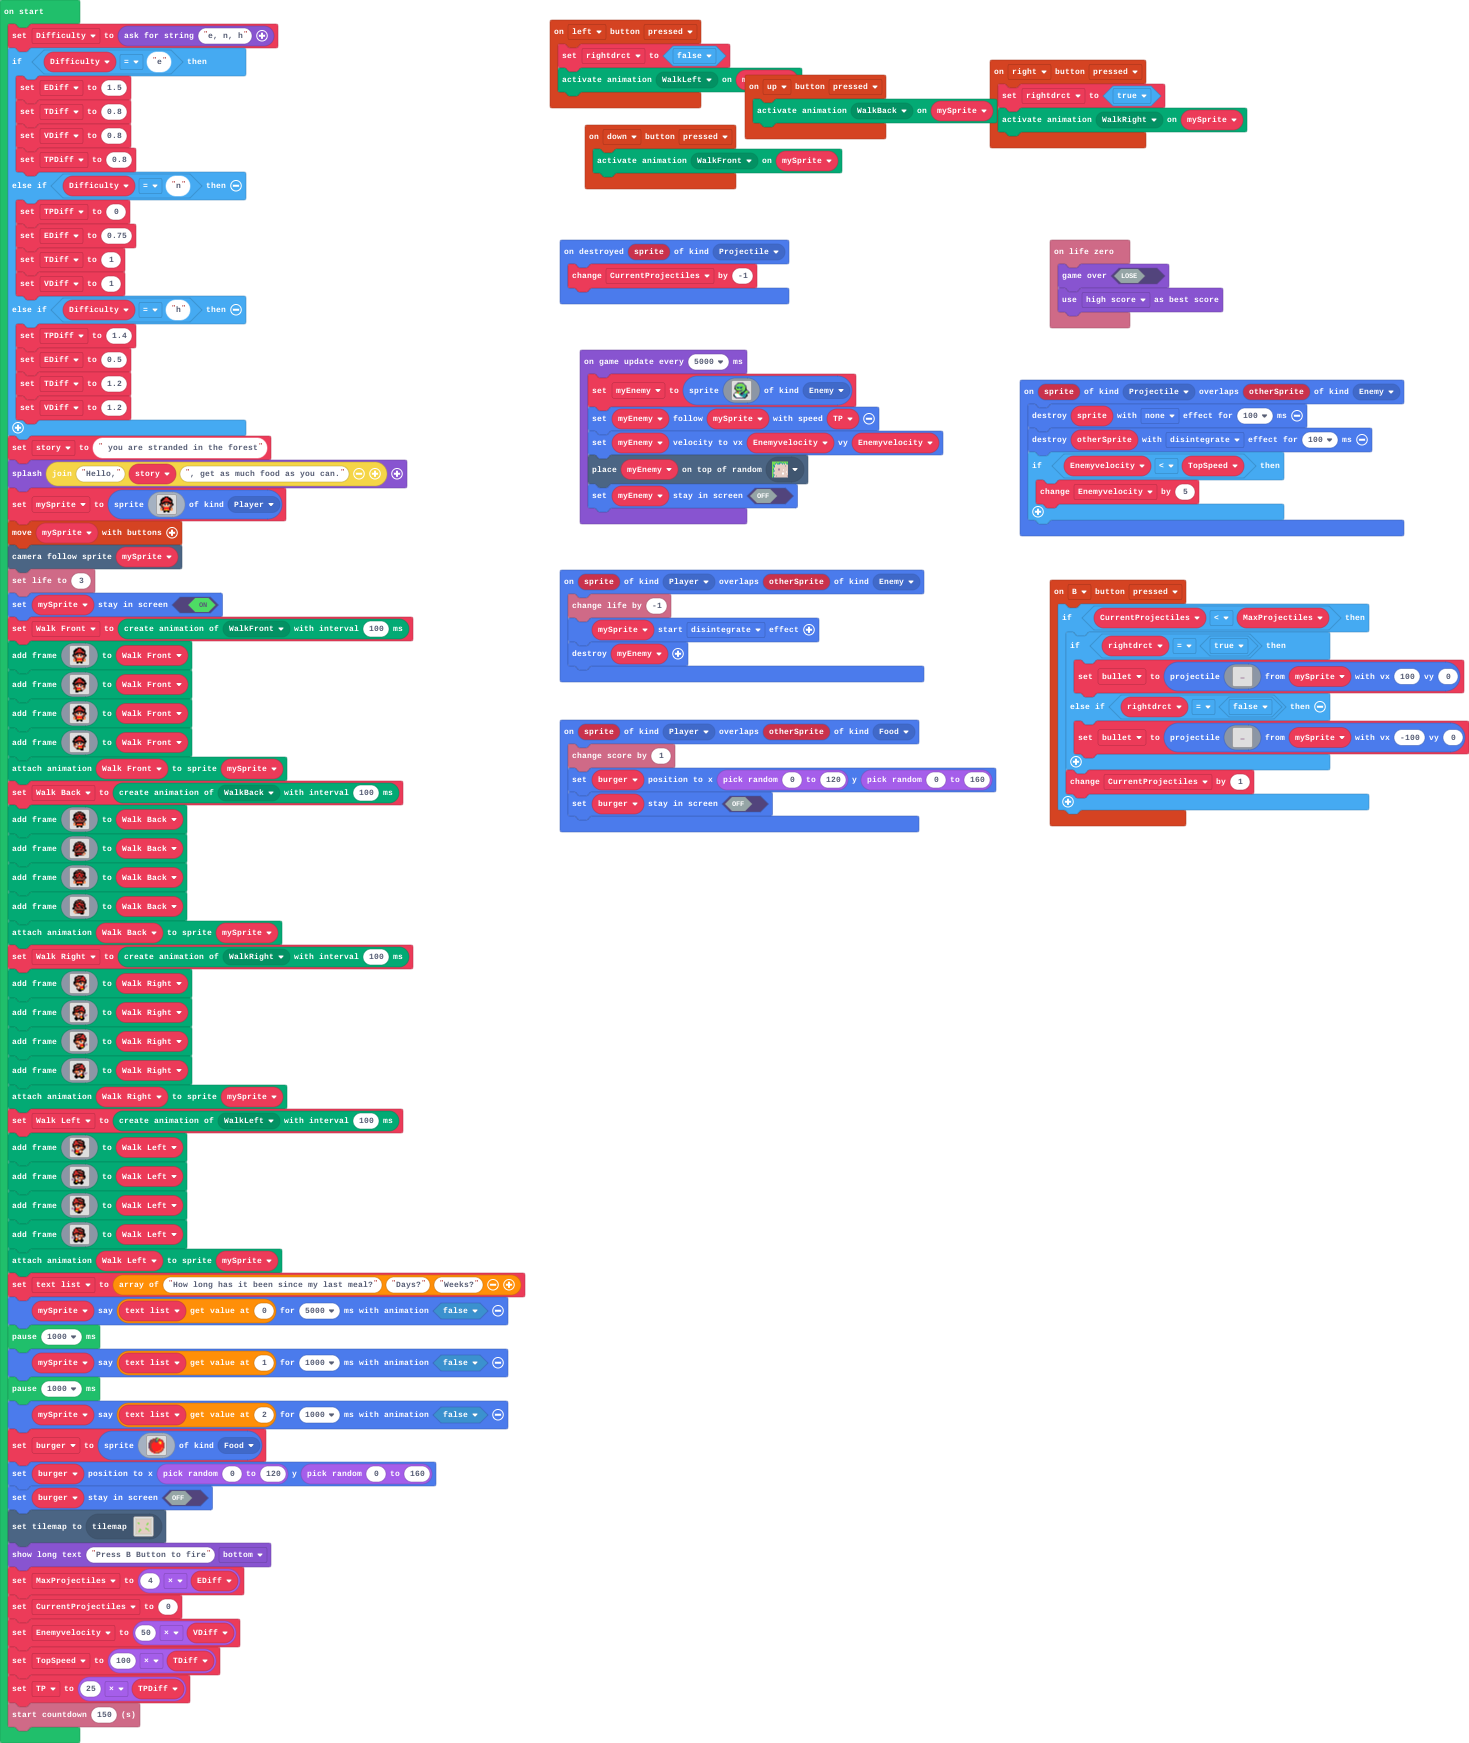 on start
set Difficulty to ask for string "e, n, h"
if Difficulty = "e" then
set EDiff to 1.5
set TDiff to 0.8
set VDiff to 0.8
set TPDiff to 0.8
else if Difficulty = "n" then
set TPDiff to 0
set EDiff to 0.75
set TDiff to 1
set VDiff to 1
else if Difficulty = "h" then
set TPDiff to 1.4
set EDiff to 0.5
set TDiff to 1.2
set VDiff to 1.2
set story to " you are stranded in the forest"
splash join "Hello," story ", get as much food as you can."
set mySprite to sprite of kind Player
move mySprite with buttons
camera follow sprite mySprite
set life to 3
set mySprite stay in screen ON
set Walk Front to create animation of WalkFront with interval 100 ms
add frame to Walk Front
add frame to Walk Front
add frame to Walk Front
add frame to Walk Front
attach animation Walk Front to sprite mySprite
set Walk Back to create animation of WalkBack with interval 100 ms
add frame to Walk Back
add frame to Walk Back
add frame to Walk Back
add frame to Walk Back
attach animation Walk Back to sprite mySprite
set Walk Right to create animation of WalkRight with interval 100 ms
add frame to Walk Right
add frame to Walk Right
add frame to Walk Right
add frame to Walk Right
attach animation Walk Right to sprite mySprite
set Walk Left to create animation of WalkLeft with interval 100 ms
add frame to Walk Left
add frame to Walk Left
add frame to Walk Left
add frame to Walk Left
attach animation Walk Left to sprite mySprite
set text list to array of "How long has it been since my last meal?" "Days?" "Weeks?"
mySprite say text list get value at 0 for 5000 ms with animation false
pause 1000 ms
mySprite say text list get value at 1 for 1000 ms with animation false
pause 1000 ms
mySprite say text list get value at 2 for 1000 ms with animation false
set burger to sprite of kind Food
set burger position to x pick random 0 to 120 y pick random 0 to 160
set burger stay in screen OFF
set tilemap to tilemap
show long text "Press B Button to fire" bottom
set MaxProjectiles to 4 × EDiff
set CurrentProjectiles to 0
set Enemyvelocity to 50 × VDiff
set TopSpeed to 100 × TDiff
set TP to 25 × TPDiff
start countdown 150 (s)
on left button pressed
set rightdrct to false
activate animation WalkLeft on
on up button pressed
activate animation WalkBack on mySprite
on right button pressed
set rightdrct to true
activate animation WalkRight on mySprite
on down button pressed
activate animation WalkFront on mySprite
on destroyed sprite of kind Projectile
change CurrentProjectiles by -1
on life zero
game over LOSE
use high score as best score
on game update every 5000 ms
set myEnemy to sprite of kind Enemy
set myEnemy follow mySprite with speed TP
set myEnemy velocity to vx Enemyvelocity vy Enemyvelocity
place myEnemy on top of random
set myEnemy stay in screen OFF
on sprite of kind Projectile overlaps otherSprite of kind Enemy
destroy sprite with none effect for 100 ms
destroy otherSprite with disintegrate effect for 100 ms
if Enemyvelocity < TopSpeed then
change Enemyvelocity by 5
on sprite of kind Player overlaps otherSprite of kind Enemy
change life by -1
mySprite start disintegrate effect
destroy myEnemy
on B button pressed
if CurrentProjectiles < MaxProjectiles then
if rightdrct = true then
set bullet to projectile from mySprite with vx 100 vy 0
else if rightdrct = false then
set bullet to projectile from mySprite with vx -100 vy 0
change CurrentProjectiles by 1
on sprite of kind Player overlaps otherSprite of kind Food
change score by 1
set burger position to x pick random 0 to 120 y pick random 0 to 160
set burger stay in screen OFF